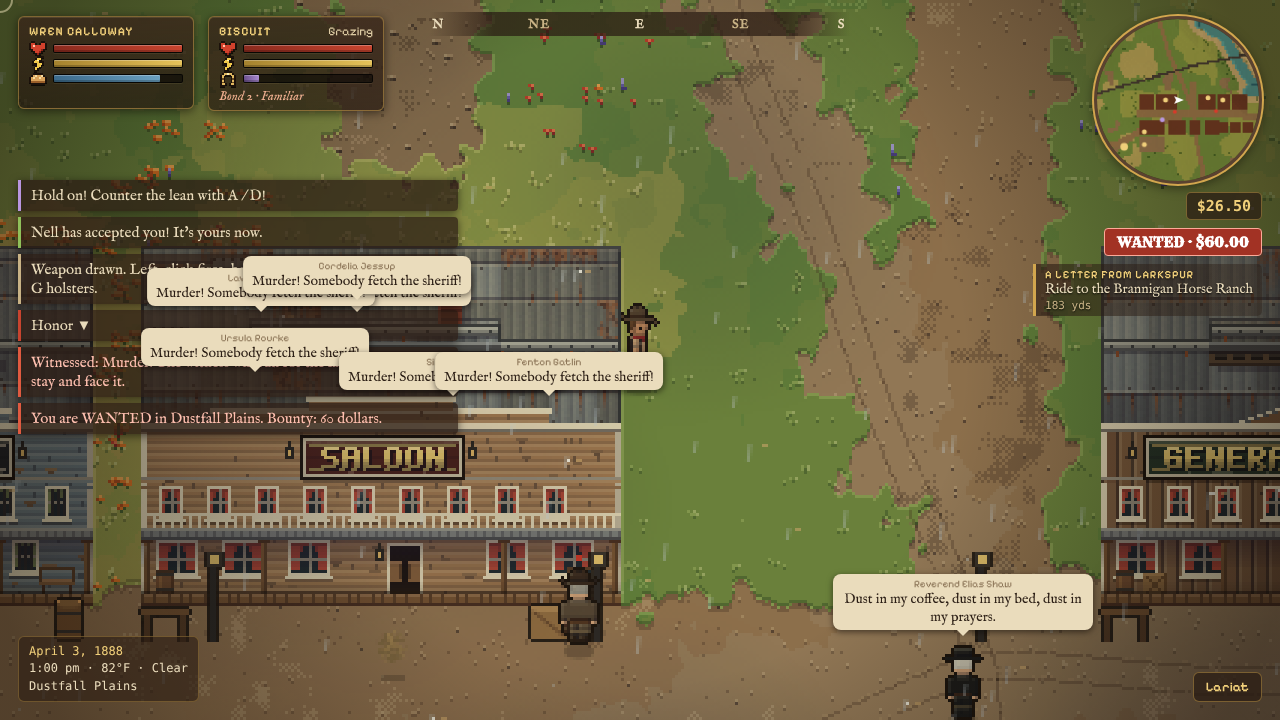 N NE E SE S
WREN CALLOWAY
BISCUIT Grazing
Bond 2 · Familiar
$26.50
WANTED · $60.00
A LETTER FROM LARKSPUR
Ride to the Brannigan Horse Ranch
183 yds
Hold on! Counter the lean with A/D!
Nell has accepted you! It's yours now.
Weapon drawn.
G holsters.
Honor ▼
Witnessed:
stay and face it.
You are WANTED in Dustfall Plains. Bounty: 60 dollars.
Cordelia Jessup
Murder! Somebody fetch the sheriff!
Murder! Somebody fetch the sheriff!
Ursula Rourke
Murder! Somebody fetch the sheriff!
Murder!
Fenton Gatlin
Murder! Somebody fetch the sheriff!
SALOON
Reverend Elias Shaw
Dust in my coffee, dust in my bed, dust in
my prayers.
April 3, 1888
1:00 pm · 82°F · Clear
Dustfall Plains
Lariat